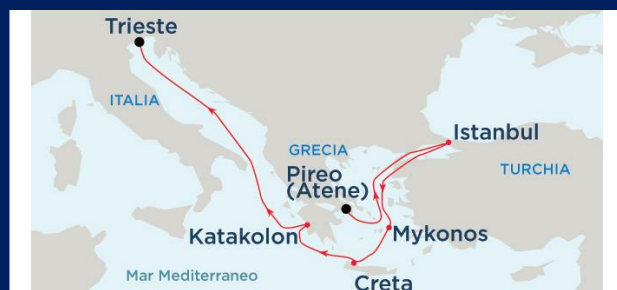 Trieste
ITALIA
Istanbul
GRECIA
TURCHIA
Pireo
(Atene)
Katakolon
Mykonos
Mar Mediterraneo
Creta